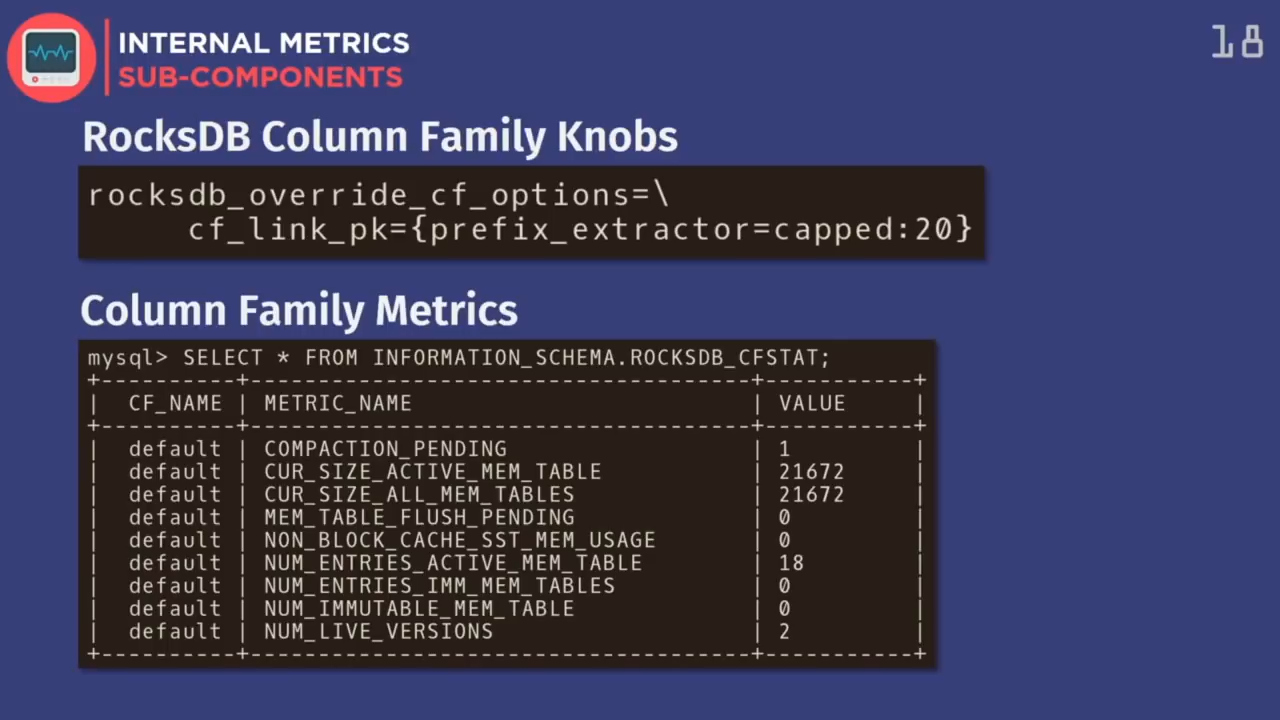 INTERNAL METRICS
SUB-COMPONENTS
18
RocksDB Column Family Knobs
rocksdb_override_cf_options=\
cf_link_pk={prefix_extractor=capped:20}
Column Family Metrics
mysql> SELECT * FROM INFORMATION_SCHEMA.ROCKSDB_CFSTAT;
+----------+-------------------------------------+-----------+
| CF_NAME | METRIC_NAME | VALUE |
+----------+-------------------------------------+-----------+
| default | COMPACTION_PENDING | 1 |
| default | CUR_SIZE_ACTIVE_MEM_TABLE | 21672 |
| default | CUR_SIZE_ALL_MEM_TABLES | 21672 |
| default | MEM_TABLE_FLUSH_PENDING | 0 |
| default | NON_BLOCK_CACHE_SST_MEM_USAGE | 0 |
| default | NUM_ENTRIES_ACTIVE_MEM_TABLE | 18 |
| default | NUM_ENTRIES_IMM_MEM_TABLES | 0 |
| default | NUM_IMMUTABLE_MEM_TABLE | 0 |
| default | NUM_LIVE_VERSIONS | 2 |
+----------+-------------------------------------+-----------+